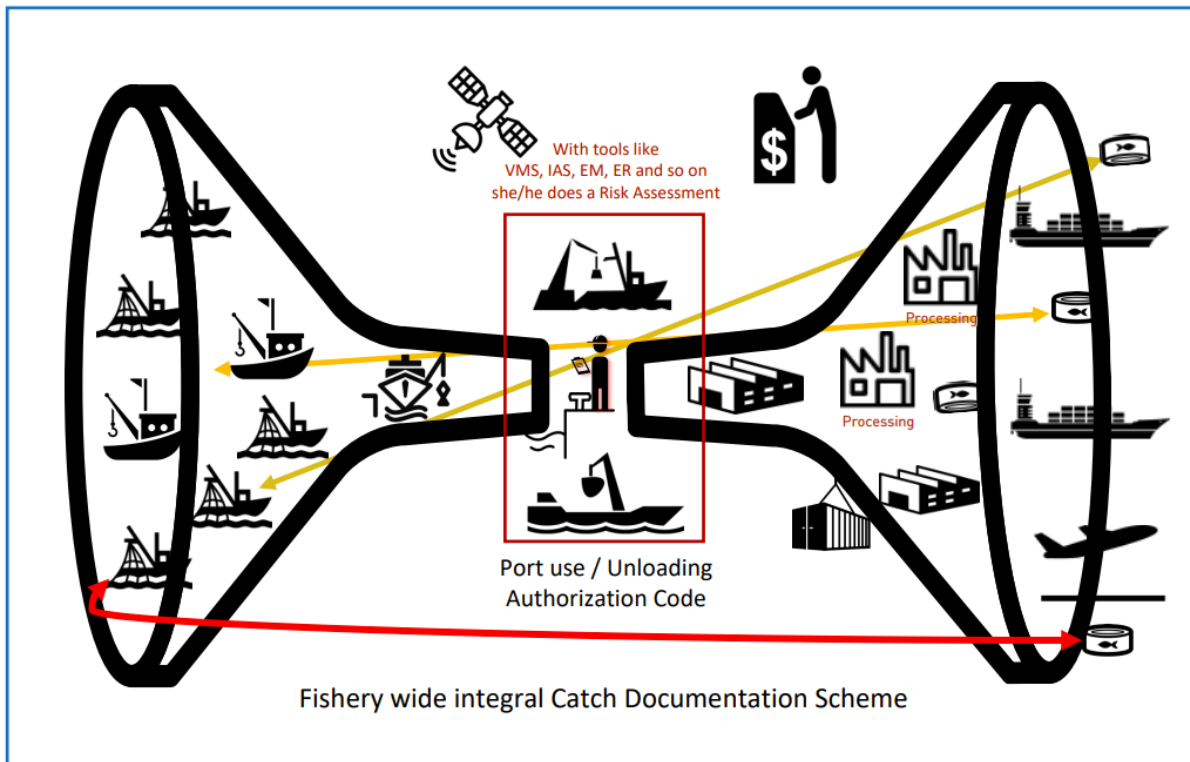 With tools like
VMS, IAS, EM, ER and so on
she/he does a Risk Assessment
$
Processing
Processing
Port use / Unloading
Authorization Code
Fishery wide integral Catch Documentation Scheme